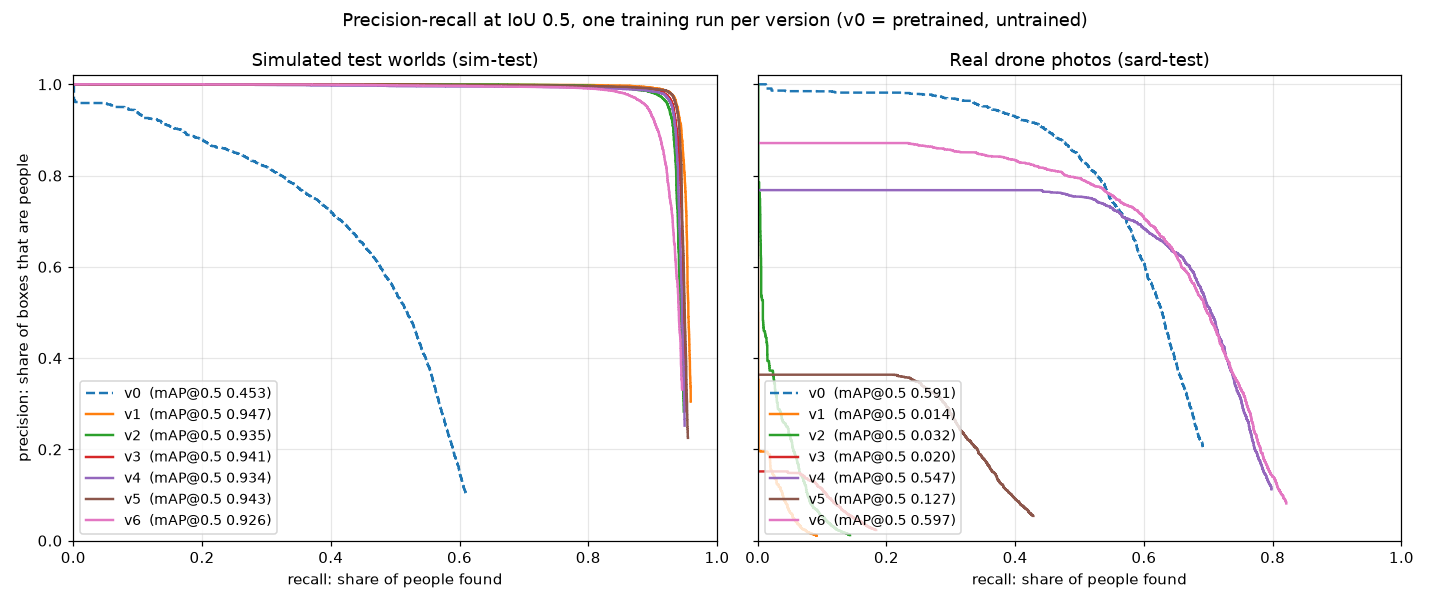 Precision-recall at IoU 0.5, one training run per version (v0 = pretrained, untrained)
Simulated test worlds (sim-test)
precision: share of boxes that are people
1.0
0.8
0.6
0.4
0.2
0.0
v0 (mAP@0.5 0.453)
v1 (mAP@0.5 0.947)
v2 (mAP@0.5 0.935)
v3 (mAP@0.5 0.941)
v4 (mAP@0.5 0.934)
v5 (mAP@0.5 0.943)
v6 (mAP@0.5 0.926)
0.0 0.2 0.4 0.6 0.8 1.0
recall: share of people found
Real drone photos (sard-test)
v0 (mAP@0.5 0.591)
v1 (mAP@0.5 0.014)
v2 (mAP@0.5 0.032)
v3 (mAP@0.5 0.020)
v4 (mAP@0.5 0.547)
v5 (mAP@0.5 0.127)
v6 (mAP@0.5 0.597)
0.0 0.2 0.4 0.6 0.8 1.0
recall: share of people found